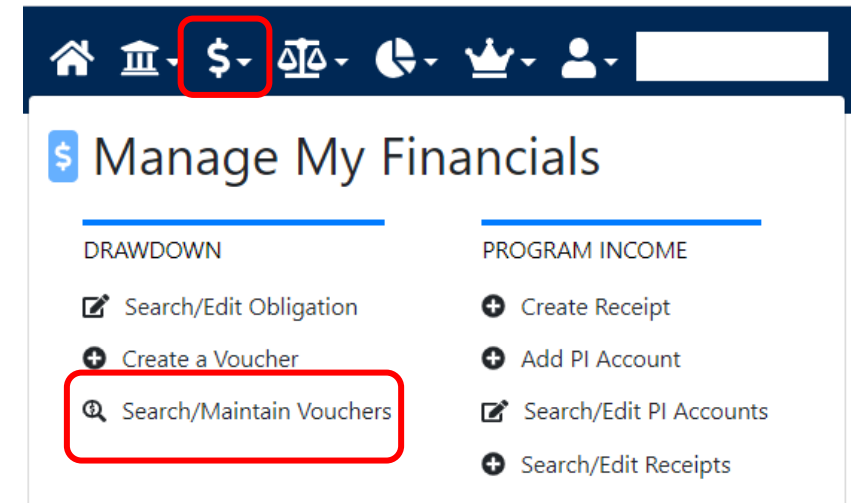 Manage My Financials
DRAWDOWN
Search/Edit Obligation
Create a Voucher
Search/Maintain Vouchers
PROGRAM INCOME
Create Receipt
Add PI Account
Search/Edit PI Accounts
Search/Edit Receipts